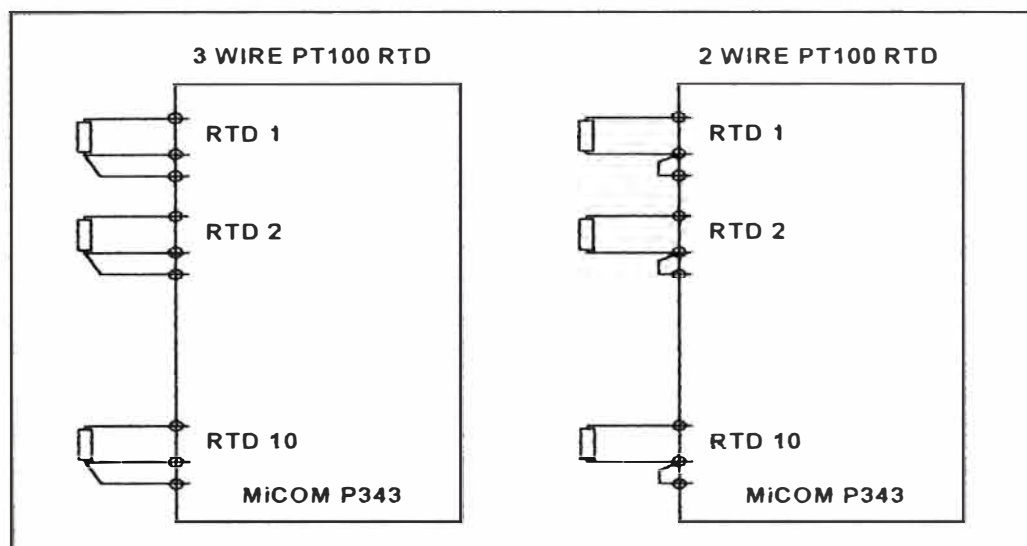 3 WIRE PT100 RTD
RTD 1
RTD 2
RTD 10
MiCOM P343
2 WIRE PT100 RTD
RTD 1
RTD 2
RTD 10
MiCOM P343